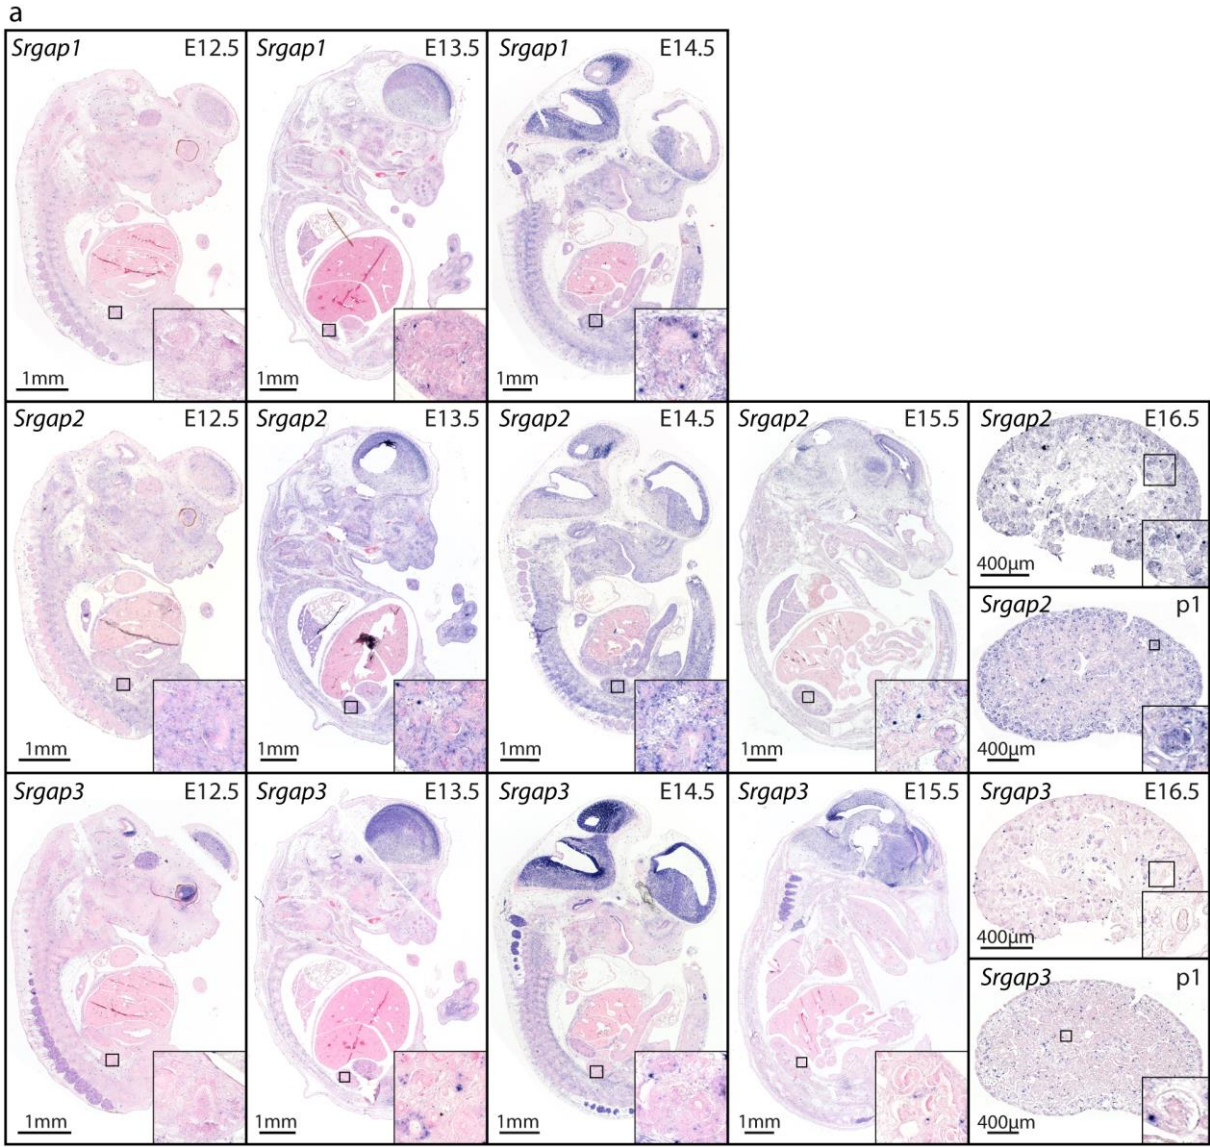 a
Srgap1 E12.5
1mm
Srgap1 E13.5
1mm
Srgap1 E14.5
1mm
Srgap2 E12.5
1mm
Srgap2 E13.5
1mm
Srgap2 E14.5
1mm
Srgap2 E15.5
1mm
Srgap2 E16.5
400µm
Srgap2 p1
400µm
Srgap3 E12.5
1mm
Srgap3 E13.5
1mm
Srgap3 E14.5
1mm
Srgap3 E15.5
1mm
Srgap3 E16.5
400µm
Srgap3 p1
400µm